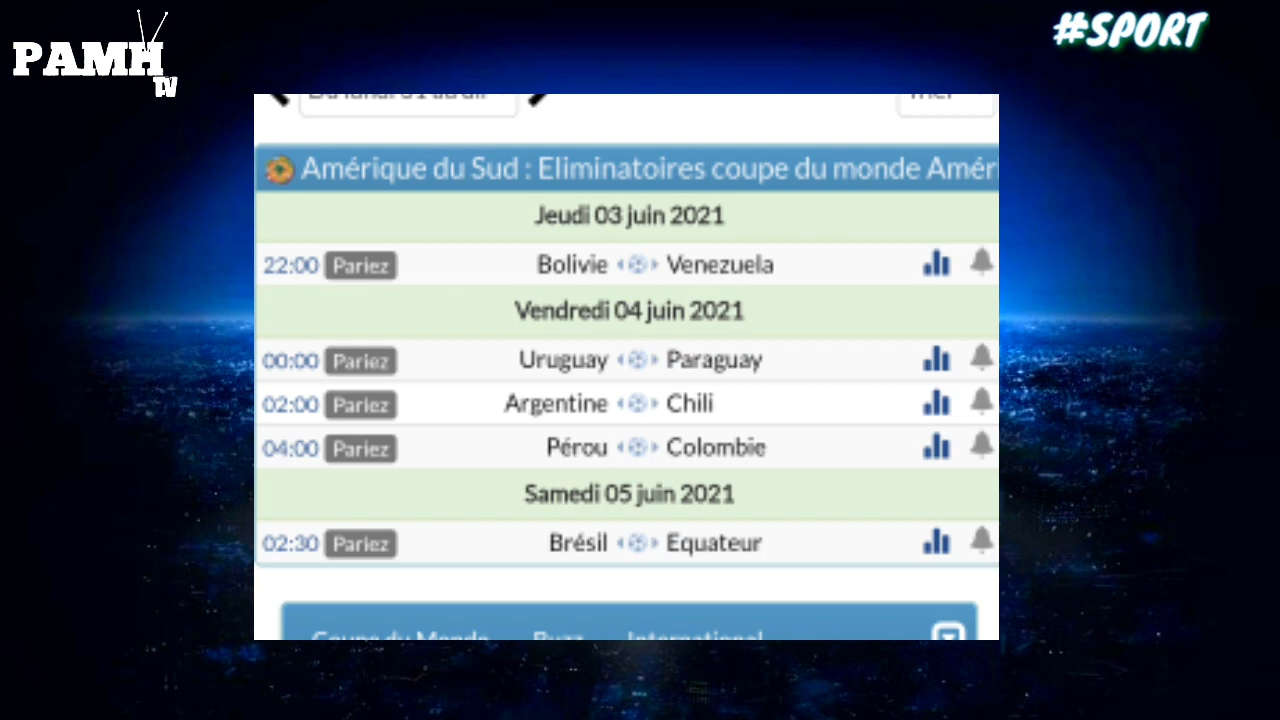 PAMH
TV
#SPORT
Amérique du Sud : Eliminatoires coupe du monde Amér
Jeudi 03 juin 2021
22:00 Pariez Bolivie Venezuela
Vendredi 04 juin 2021
00:00 Pariez Uruguay Paraguay
02:00 Pariez Argentine Chili
04:00 Pariez Pérou Colombie
Samedi 05 juin 2021
02:30 Pariez Brésil Equateur
Coupe du Monde Buzz International